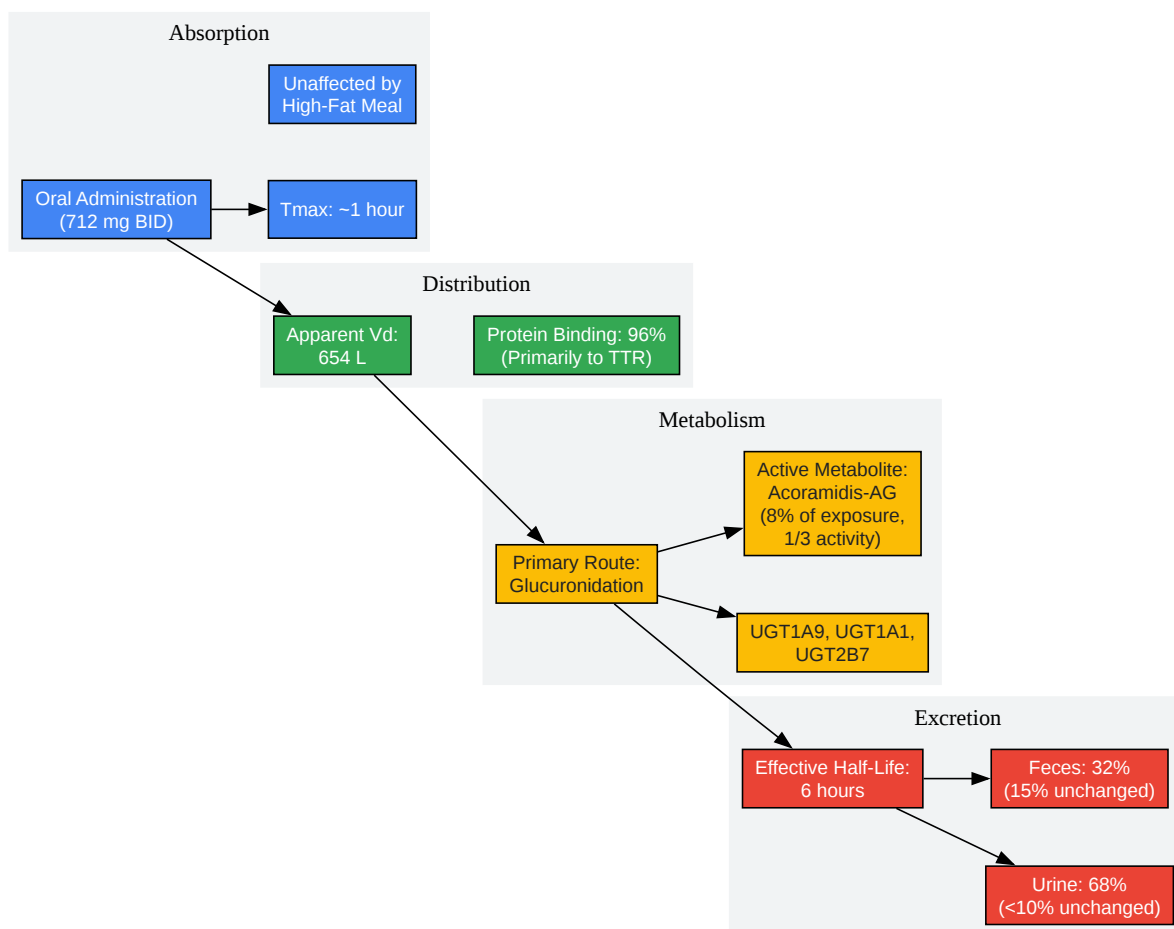 Absorption
Unaffected by
High-Fat Meal
Oral Administration
(712 mg BID)
Tmax: ~1 hour
Distribution
Apparent Vd:
654 L
Protein Binding: 96%
(Primarily to TTR)
Metabolism
Active Metabolite:
Acoramidis-AG
(8% of exposure,
1/3 activity)
Primary Route:
Glucuronidation
UGT1A9, UGT1A1,
UGT2B7
Excretion
Effective Half-Life:
6 hours
Feces: 32%
(15% unchanged)
Urine: 68%
(<10% unchanged)